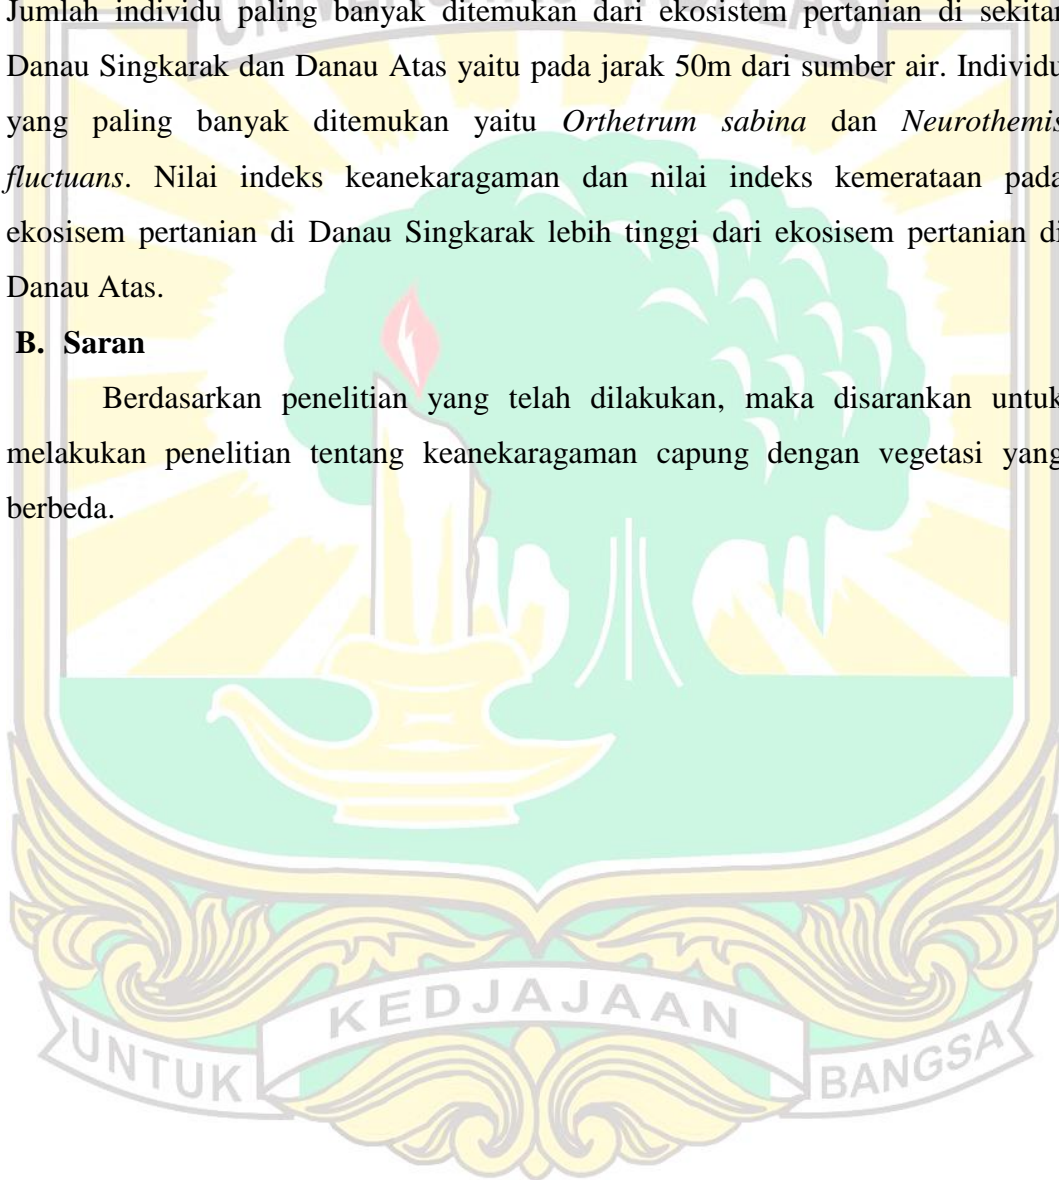 Jumlah individu paling banyak ditemukan dari ekosistem pertanian di sekitar
Danau Singkarak dan Danau Atas yaitu pada jarak 50m dari sumber air. Individu
yang paling banyak ditemukan yaitu Orthetrum sabina dan Neurothemis
fluctuans. Nilai indeks keanekaragaman dan nilai indeks kemerataan pada
ekosisem pertanian di Danau Singkarak lebih tinggi dari ekosisem pertanian di
Danau Atas.
B. Saran
Berdasarkan penelitian yang telah dilakukan, maka disarankan untuk
melakukan penelitian tentang keanekaragaman capung dengan vegetasi yang
berbeda.
UNTUK KEDJAJAAN BANGSA